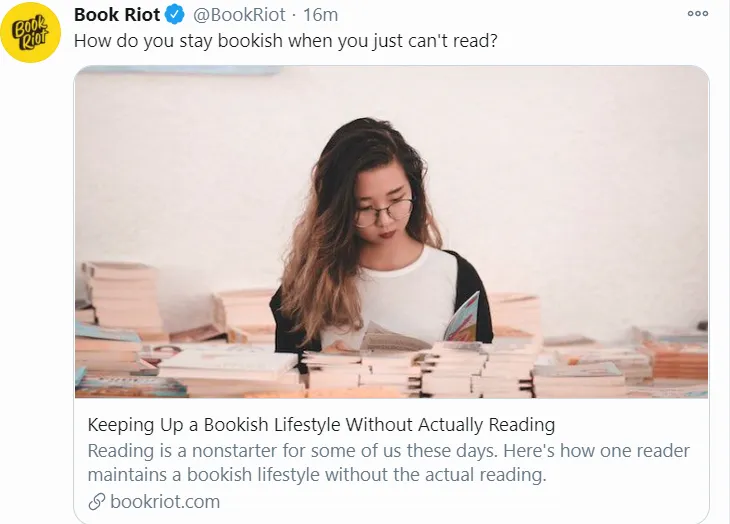 Book Riot @BookRiot · 16m
How do you stay bookish when you just can't read?
Keeping Up a Bookish Lifestyle Without Actually Reading
Reading is a nonstarter for some of us these days. Here's how one reader
maintains a bookish lifestyle without the actual reading.
bookriot.com